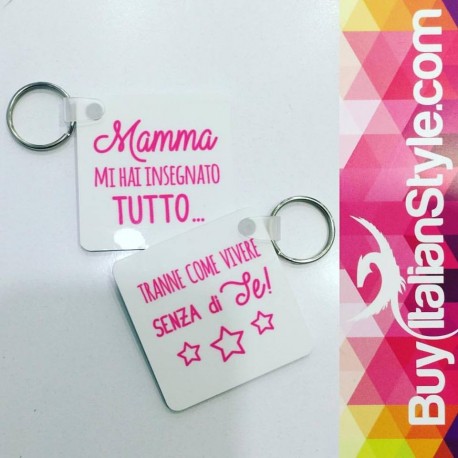 Mamma
MI HAI INSEGNATO
TUTTO...
TRANNE COME VIVERE
SENZA di Te!
BuyItalianStyle.com